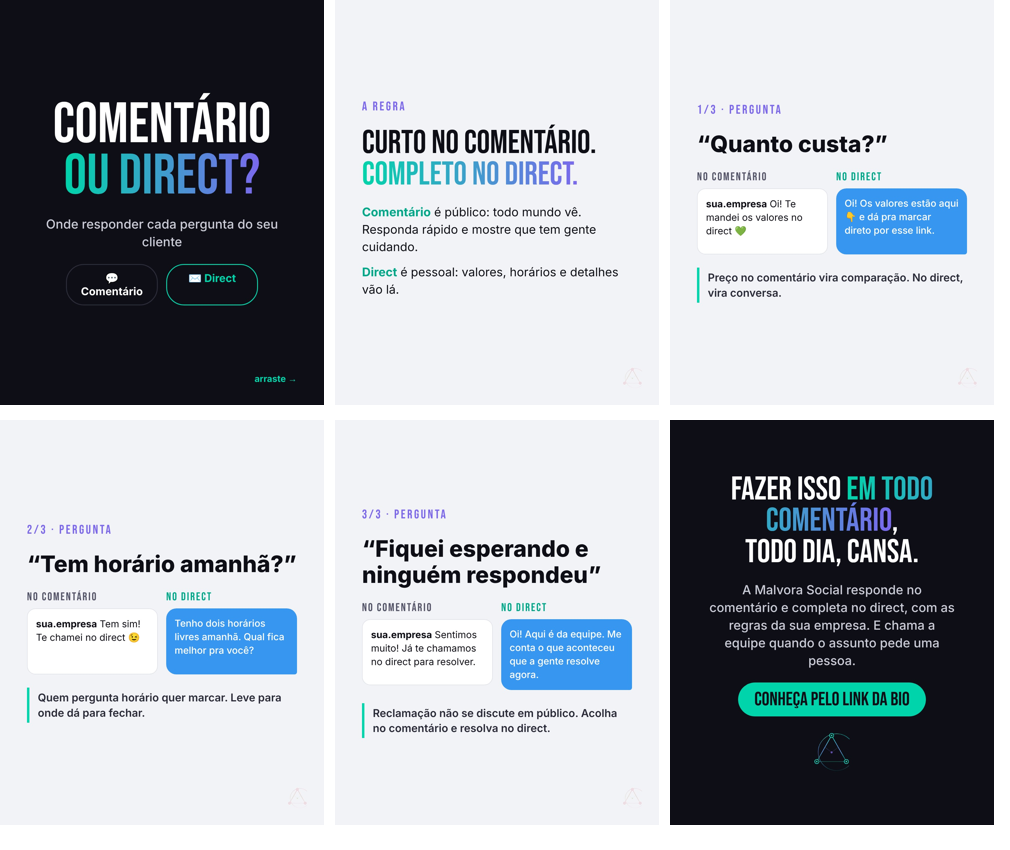 COMENTÁRIO
OU DIRECT?
Onde responder cada pergunta do seu
cliente
💬
Comentário
✉️ Direct
arraste →
A REGRA
CURTO NO COMENTÁRIO.
COMPLETO NO DIRECT.
Comentário é público: todo mundo vê.
Responda rápido e mostre que tem gente
cuidando.
Direct é pessoal: valores, horários e detalhes
vão lá.
1/3 · PERGUNTA
“Quanto custa?”
NO COMENTÁRIO
sua.empresa Oi! Te
mandei os valores no
direct 💚
NO DIRECT
Oi! Os valores estão aqui
👇 e dá pra marcar
direto por esse link.
Preço no comentário vira comparação. No direct,
vira conversa.
2/3 · PERGUNTA
“Tem horário amanhã?”
NO COMENTÁRIO
sua.empresa Tem sim!
Te chamei no direct 😉
NO DIRECT
Tenho dois horários
livres amanhã. Qual fica
melhor pra você?
Quem pergunta horário quer marcar. Leve para
onde dá para fechar.
3/3 · PERGUNTA
“Fiquei esperando e
ninguém respondeu”
NO COMENTÁRIO
sua.empresa Sentimos
muito! Já te chamamos
no direct para resolver.
NO DIRECT
Oi! Aqui é da equipe. Me
conta o que aconteceu
que a gente resolve
agora.
Reclamação não se discute em público. Acolha
no comentário e resolva no direct.
FAZER ISSO EM TODO
COMENTÁRIO,
TODO DIA, CANSA.
A Malvora Social responde no
comentário e completa no direct, com as
regras da sua empresa. E chama a
equipe quando o assunto pede uma
pessoa.
CONHEÇA PELO LINK DA BIO